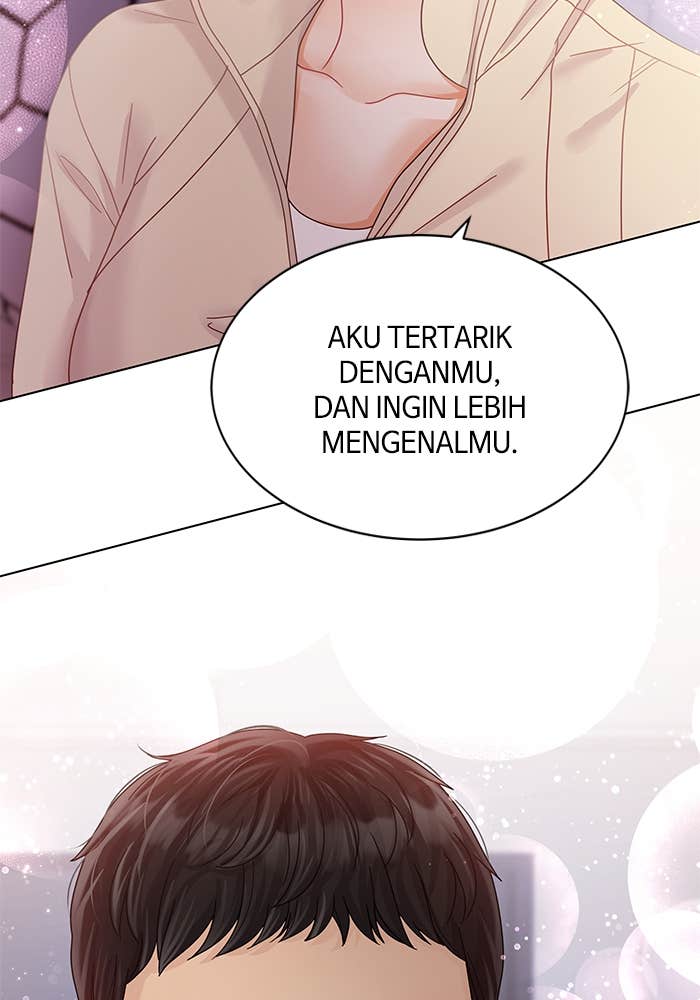 AKU TERTARIK
DENGANMU,
DAN INGIN LEBIH
MENGENALMU.